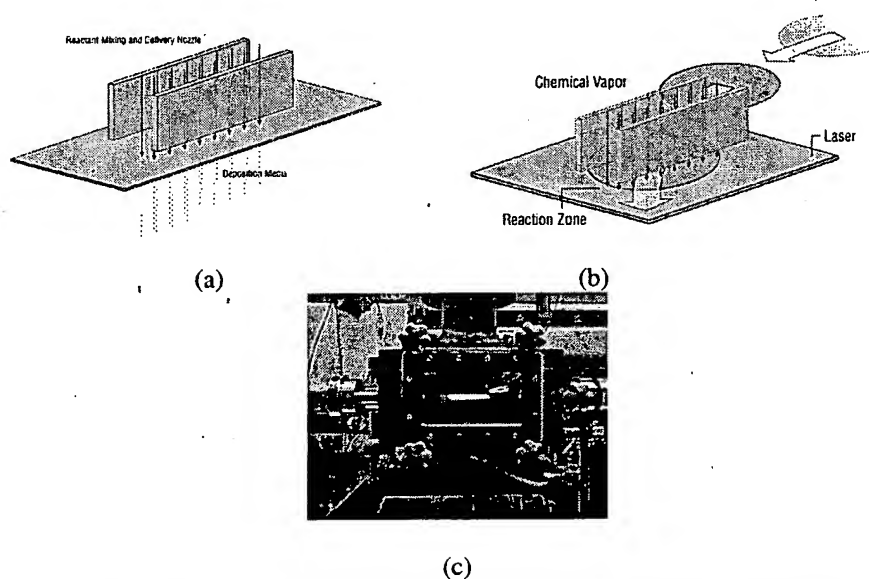 Reactant Mixing and Delivery Nozzle
Deposition Media
(a)
Chemical Vapor
Laser
Reaction Zone
(b)
(c)